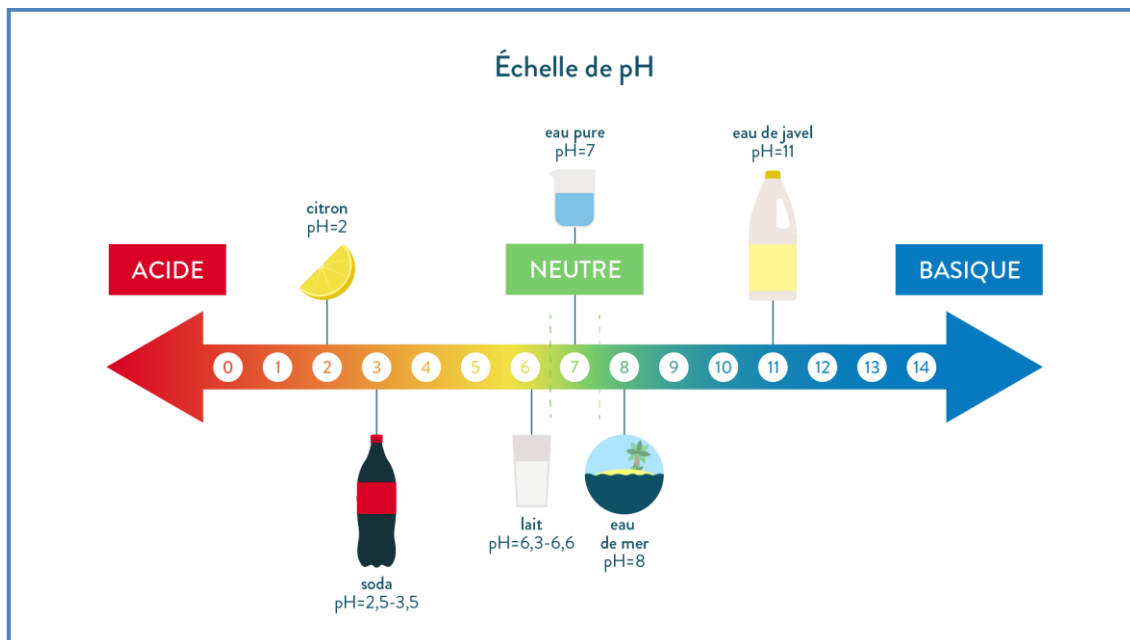 Échelle de pH
eau pure
pH=7
eau de javel
pH=11
citron
pH=2
ACIDE
NEUTRE
BASIQUE
0 1 2 3 4 5 6 7 8 9 10 11 12 13 14
lait
pH=6,3-6,6
eau
de mer
pH=8
soda
pH=2,5-3,5